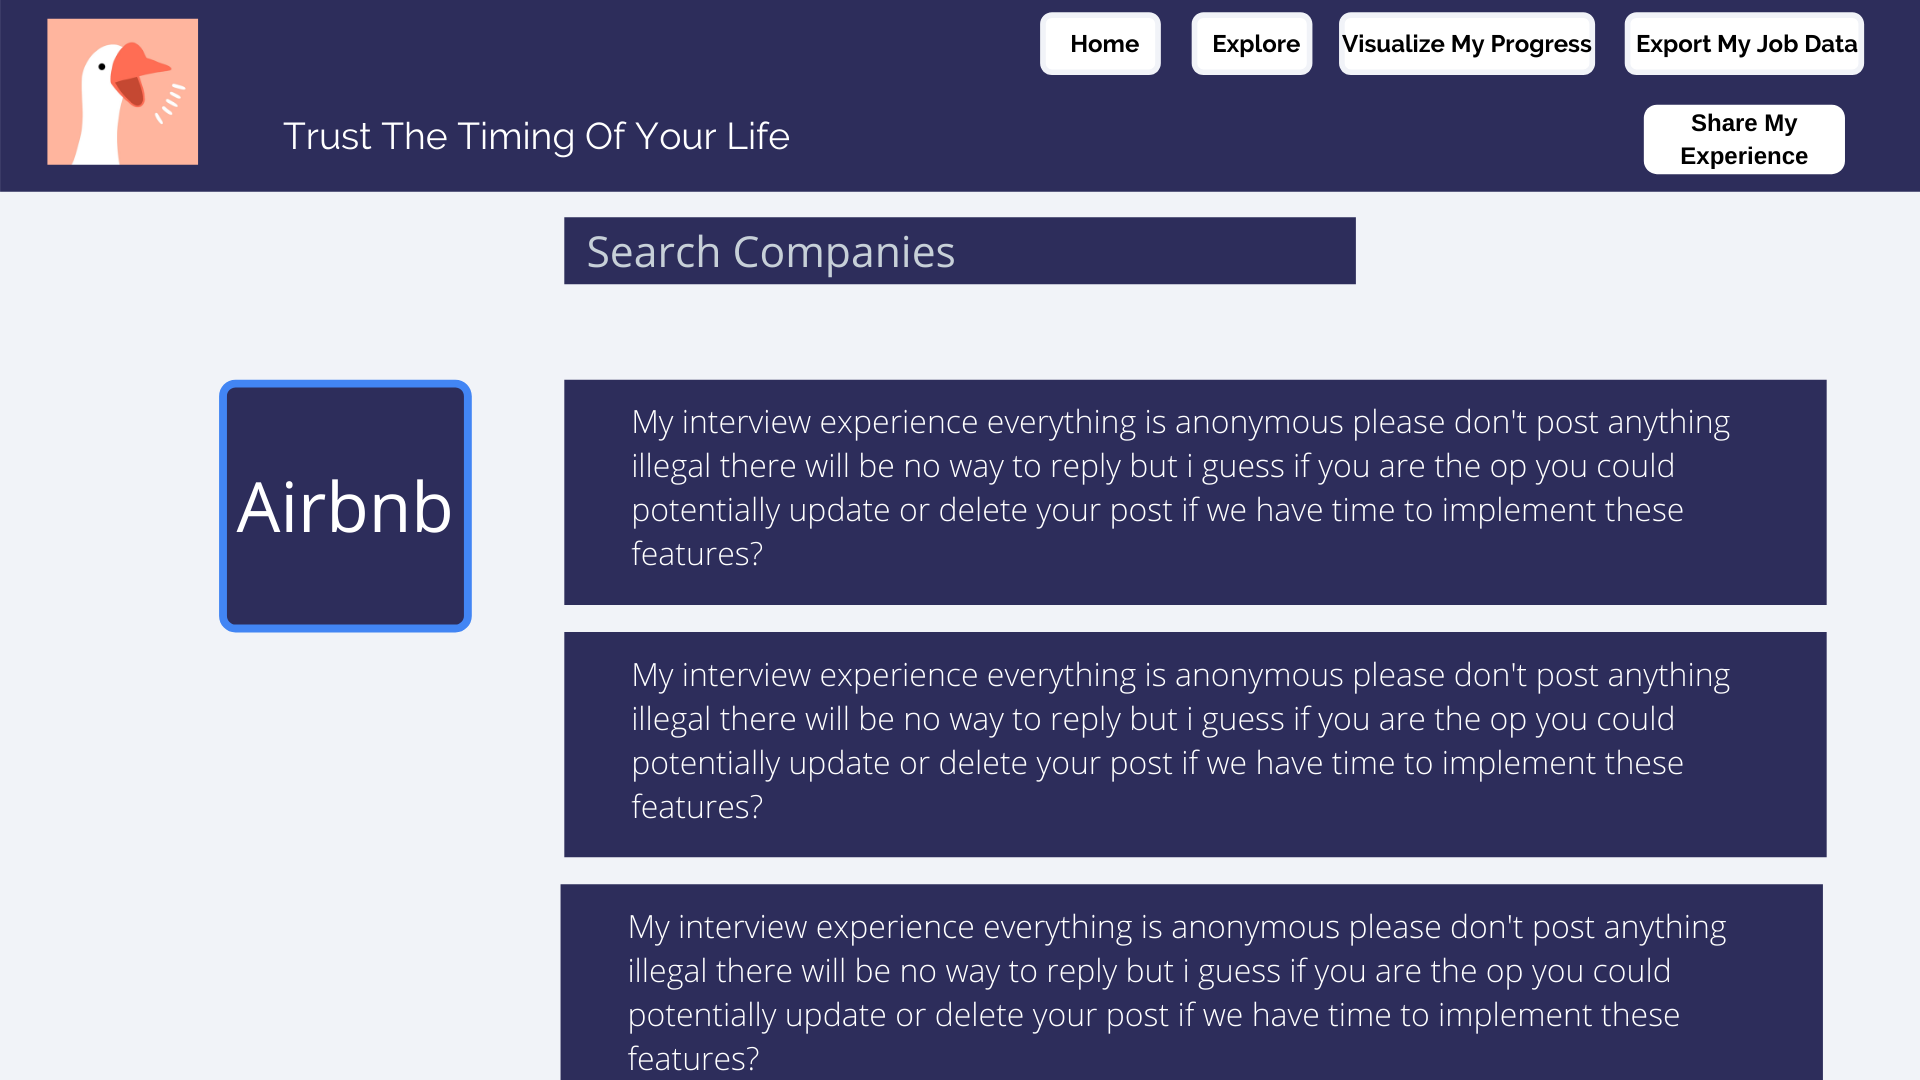 Home
Explore
Visualize My Progress
Export My Job Data
Trust The Timing Of Your Life
Share My
Experience
Search Companies
Airbnb
My interview experience everything is anonymous please don't post anything
illegal there will be no way to reply but i guess if you are the op you could
potentially update or delete your post if we have time to implement these
features?
My interview experience everything is anonymous please don't post anything
illegal there will be no way to reply but i guess if you are the op you could
potentially update or delete your post if we have time to implement these
features?
My interview experience everything is anonymous please don't post anything
illegal there will be no way to reply but i guess if you are the op you could
potentially update or delete your post if we have time to implement these
features?